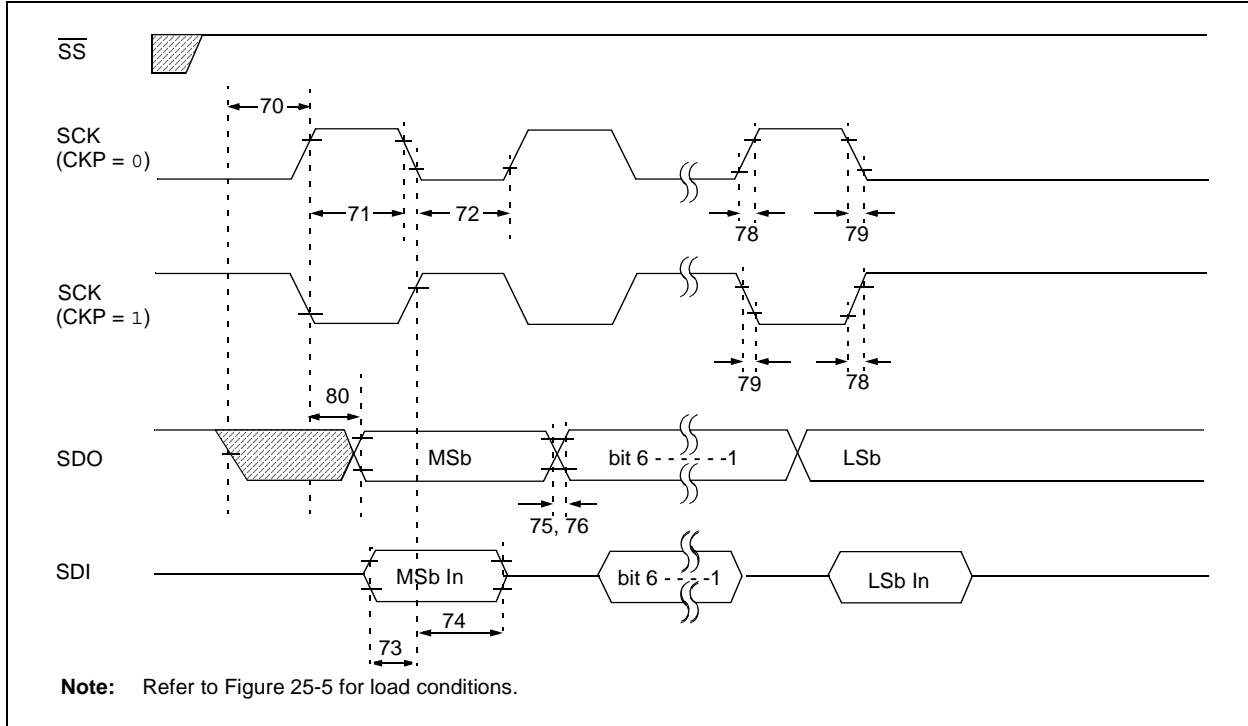 SS
70
SCK
(CKP = 0)
71
72
78
79
SCK
(CKP = 1)
79
78
80
SDO
MSb
bit 6 - - - - - -1
LSb
75, 76
SDI
MSb In
bit 6 - - - - -1
LSb In
74
73
Note: Refer to Figure 25-5 for load conditions.